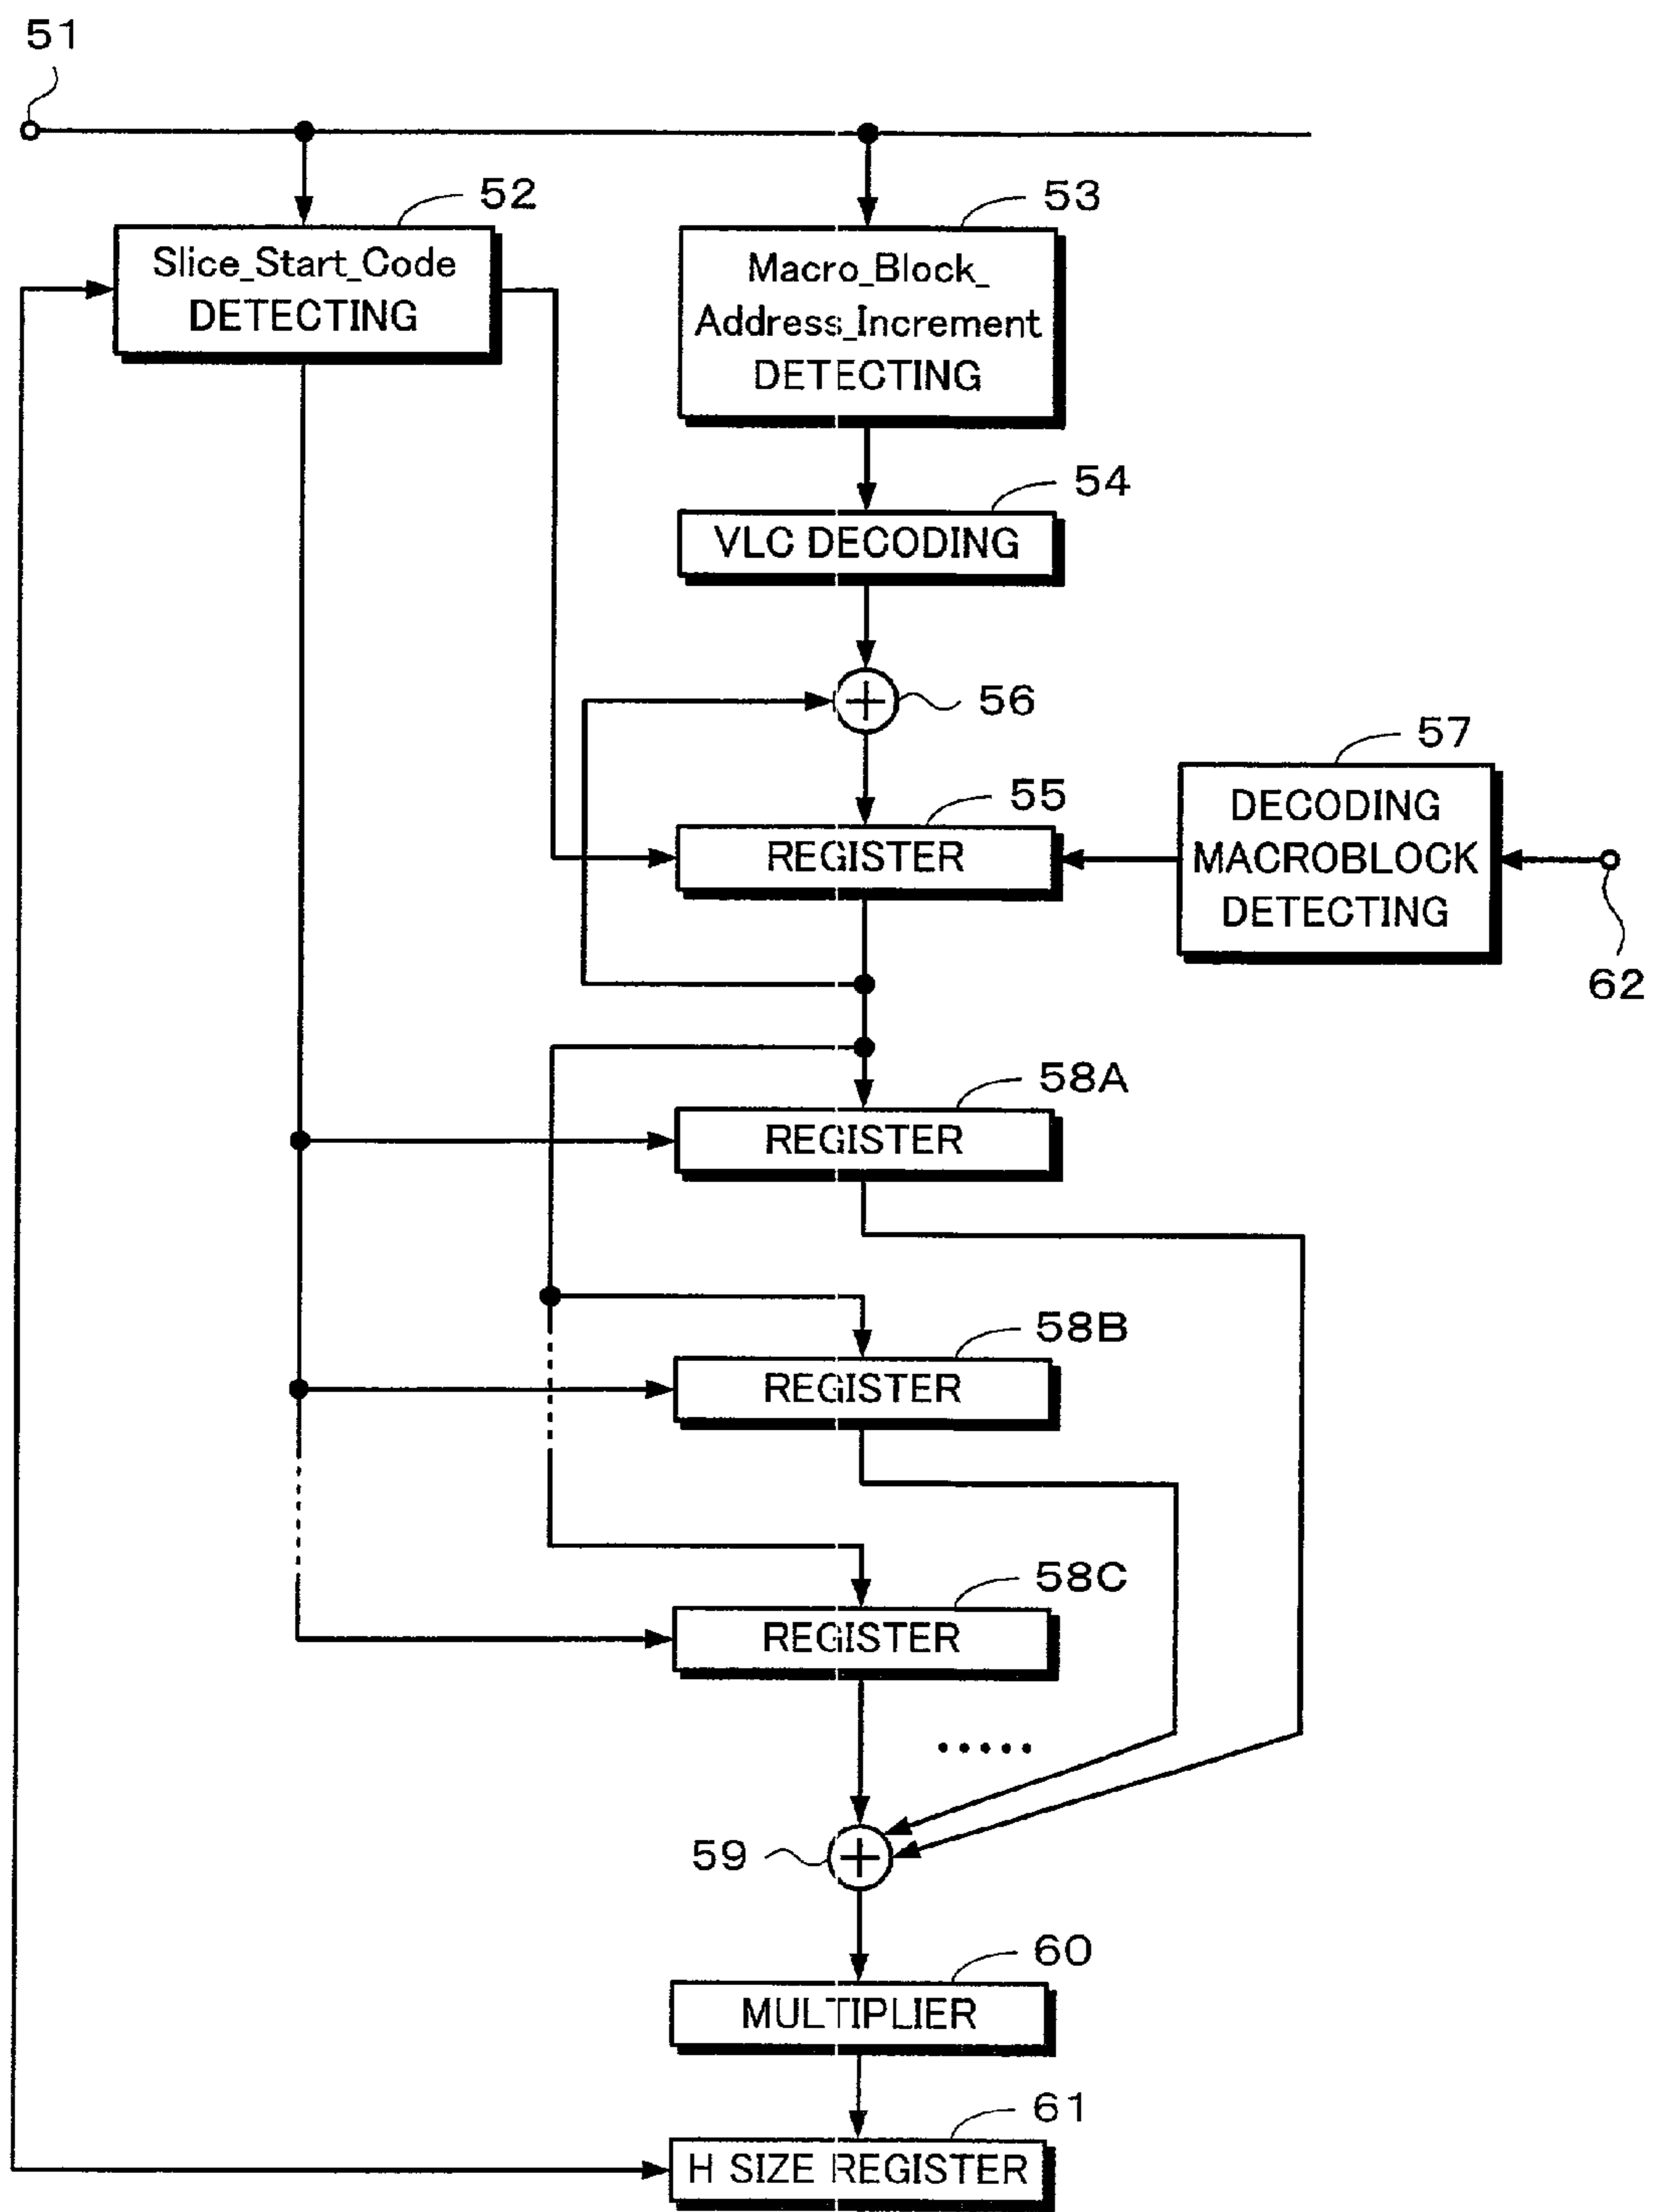 51
52
Slice_Start_Code
DETECTING
53
Macro_Block_
Address_Increment
DETECTING
54
VLC DECODING
56
57
DECODING
MACROBLOCK
DETECTING
55
REGISTER
62
58A
REGISTER
58B
REGISTER
58C
REGISTER
.....
59
60
MULTIPLIER
61
H SIZE REGISTER